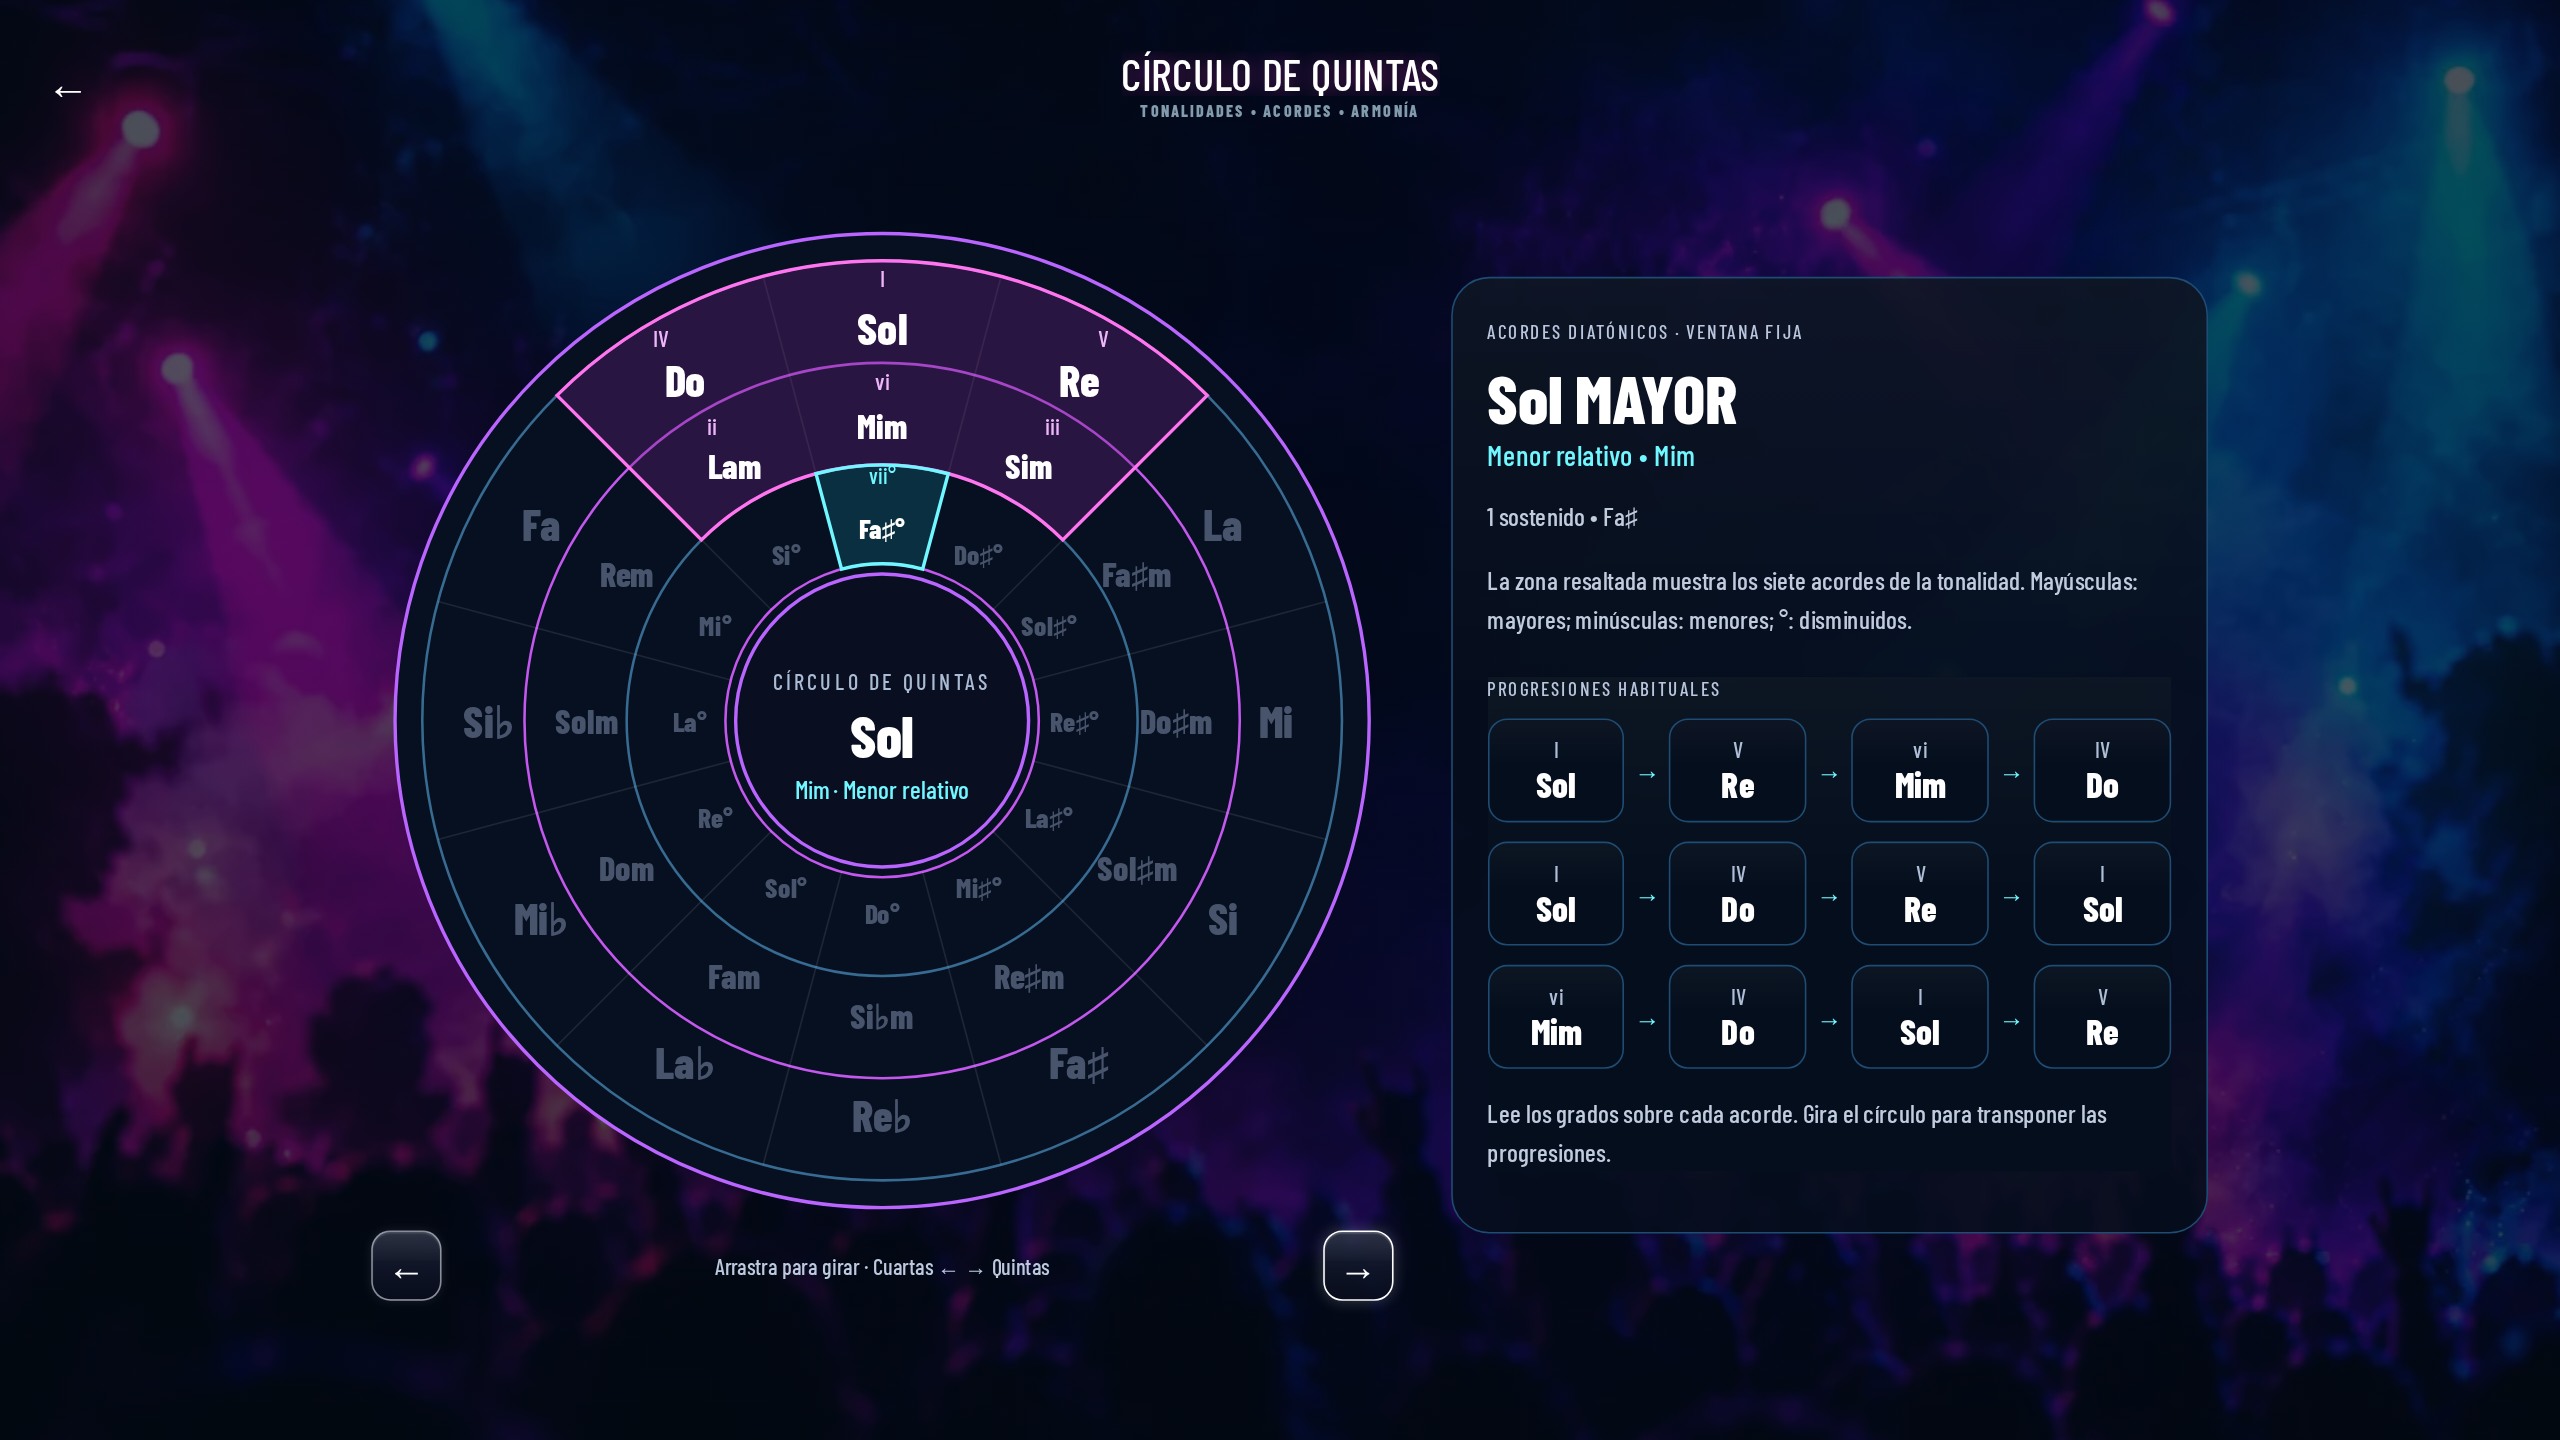 ←
CÍRCULO DE QUINTAS
TONALIDADES • ACORDES • ARMONÍA
I
Sol
IV
Do
V
Re
vi
Mim
ii
Lam
iii
Sim
vii°
Fa♯°
Fa
La
Rem
Fa♯m
Si°
Do♯°
Mi°
Sol♯°
Si♭
Solm
La°
Re♯°
Do♯m
Mi
CÍRCULO DE QUINTAS
Sol
Mim · Menor relativo
Re°
La♯°
Dom
Sol♯m
Mi♭
Si
Sol°
Mi♯°
Do°
Fam
Re♯m
Si♭m
La♭
Fa♯
Re♭
←
Arrastra para girar · Cuartas ← → Quintas
→
ACORDES DIATÓNICOS · VENTANA FIJA
Sol MAYOR
Menor relativo • Mim
1 sostenido • Fa♯
La zona resaltada muestra los siete acordes de la tonalidad. Mayúsculas:
mayores; minúsculas: menores; °: disminuidos.
PROGRESIONES HABITUALES
I V vi IV
Sol → Re → Mim → Do
I IV V I
Sol → Do → Re → Sol
vi IV I V
Mim → Do → Sol → Re
Lee los grados sobre cada acorde. Gira el círculo para transponer las
progresiones.